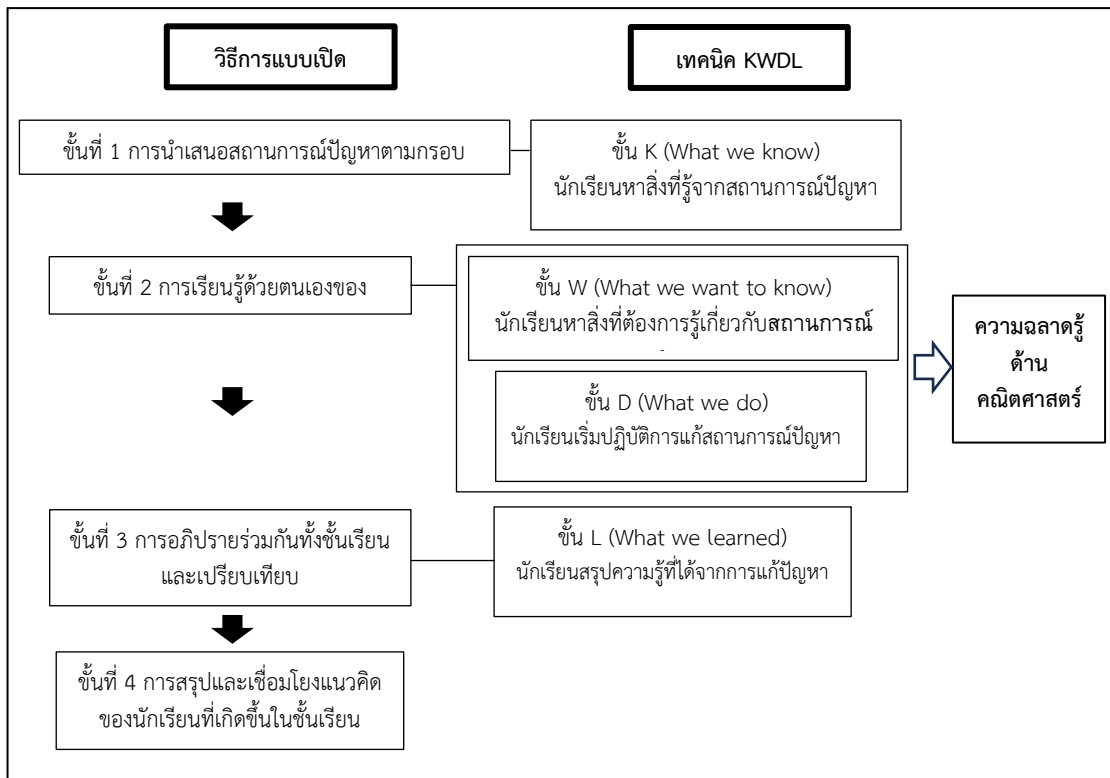 วิธีการแบบเปิด
เทคนิค KWDL
ขั้นที่ 1 การนำเสนอสถานการณ์ปัญหาตามกรอบ
ขั้น K (What we know)
นักเรียนหาสิ่งที่รู้จากสถานการณ์ปัญหา
ขั้นที่ 2 การเรียนรู้ด้วยตนเองของ
ขั้น W (What we want to know)
นักเรียนหาสิ่งที่ต้องการรู้เกี่ยวกับสถานการณ์
ขั้น D (What we do)
นักเรียนเริ่มปฏิบัติการแก้สถานการณ์ปัญหา
ความฉลาดรู้
ด้าน
คณิตศาสตร์
ขั้นที่ 3 การอภิปรายร่วมกันทั้งชั้นเรียน
และเปรียบเทียบ
ขั้น L (What we learned)
นักเรียนสรุปความรู้ที่ได้จากการแก้ปัญหา
ขั้นที่ 4 การสรุปและเชื่อมโยงแนวคิด
ของนักเรียนที่เกิดขึ้นในชั้นเรียน